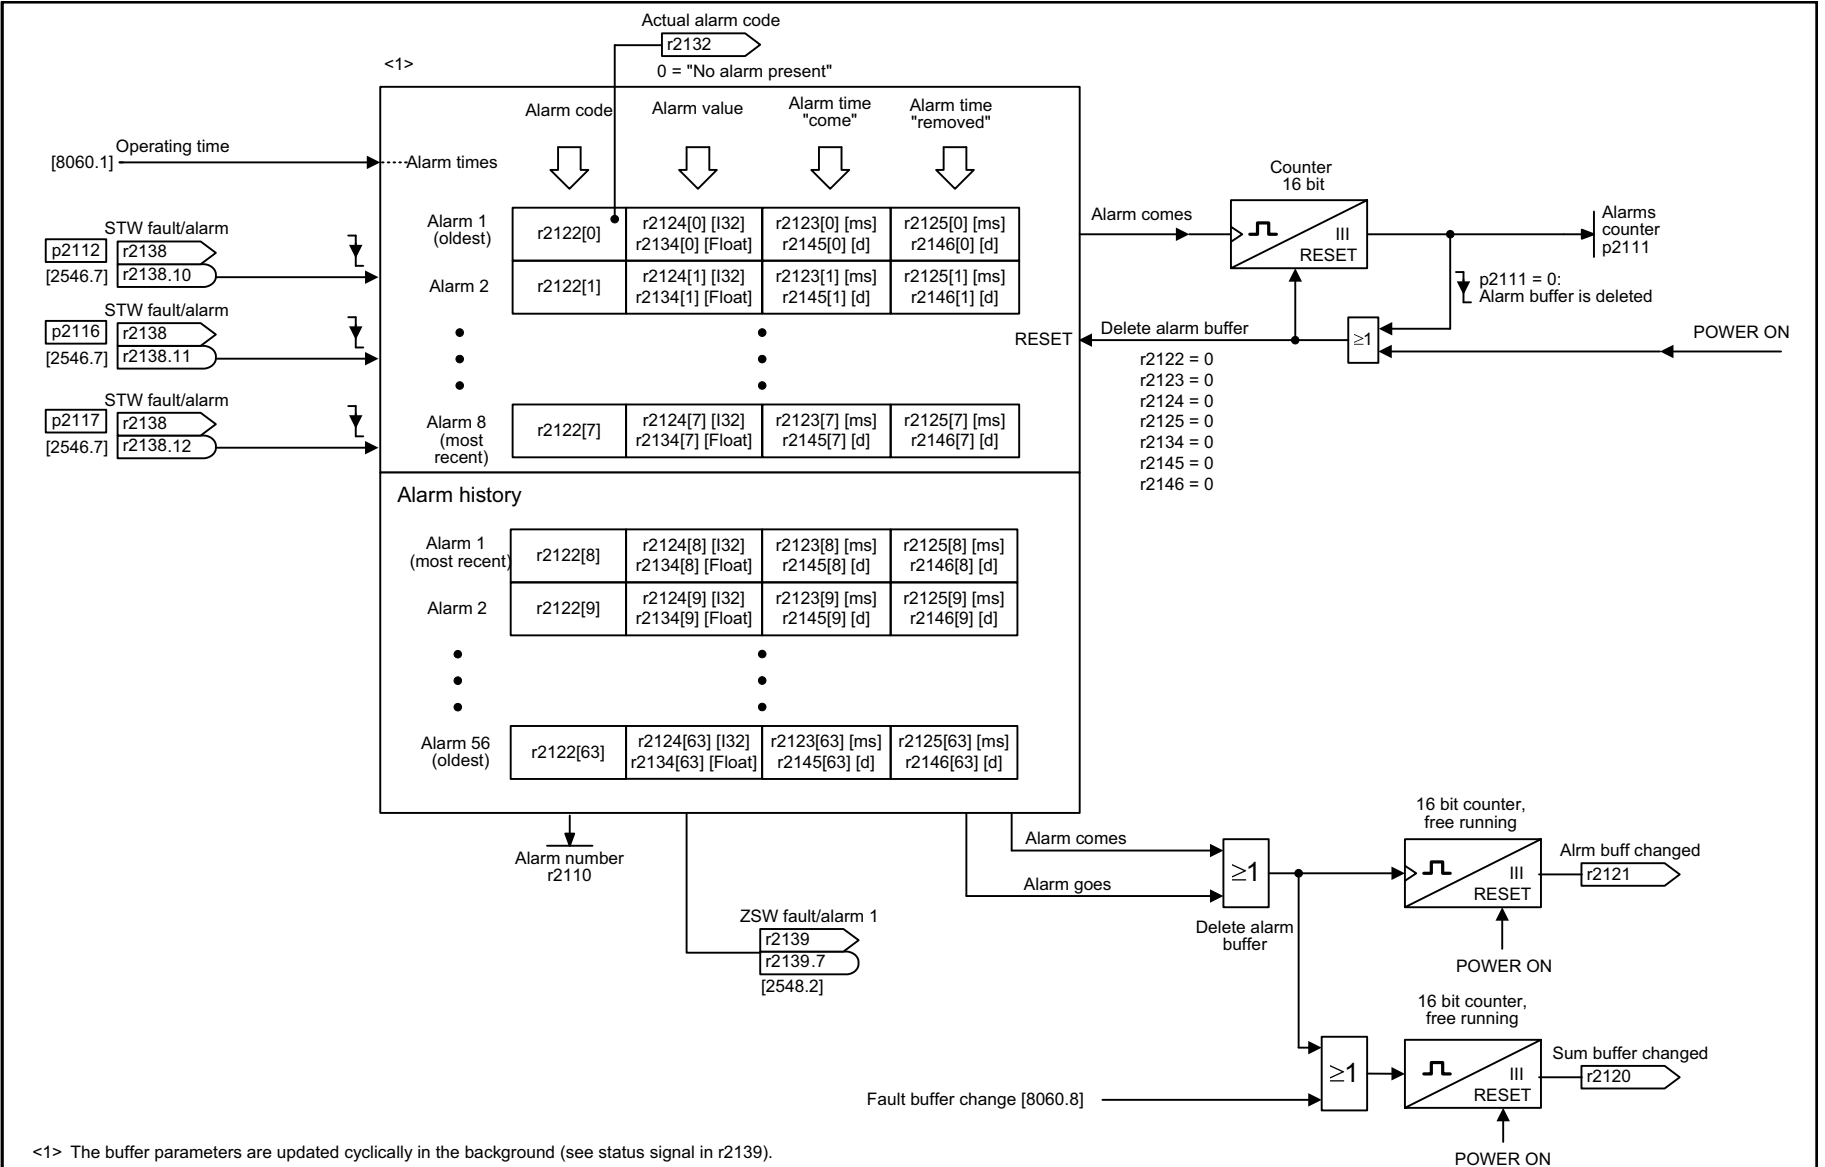 Actual alarm code
r2132
0 = "No alarm present"
<1>
Alarm code
Alarm value
Alarm time
"come"
Alarm time
"removed"
Operating time
[8060.1]
Alarm times
Alarm 1
(oldest)
r2122[0]
r2124[0] [I32]
r2134[0] [Float]
r2123[0] [ms]
r2145[0] [d]
r2125[0] [ms]
r2146[0] [d]
Alarm 2
r2122[1]
r2124[1] [I32]
r2134[1] [Float]
r2123[1] [ms]
r2145[1] [d]
r2125[1] [ms]
r2146[1] [d]
Alarm 8
(most
recent)
r2122[7]
r2124[7] [I32]
r2134[7] [Float]
r2123[7] [ms]
r2145[7] [d]
r2125[7] [ms]
r2146[7] [d]
STW fault/alarm
p2112
r2138
[2546.7]
r2138.10
STW fault/alarm
p2116
r2138
[2546.7]
r2138.11
STW fault/alarm
p2117
r2138
[2546.7]
r2138.12
RESET
Alarm comes
Counter
16 bit
III
RESET
Alarms
counter
p2111
p2111 = 0:
Alarm buffer is deleted
≥1
POWER ON
Delete alarm buffer
r2122 = 0
r2123 = 0
r2124 = 0
r2125 = 0
r2134 = 0
r2145 = 0
r2146 = 0
Alarm history
Alarm 1
(most recent)
r2122[8]
r2124[8] [I32]
r2134[8] [Float]
r2123[8] [ms]
r2145[8] [d]
r2125[8] [ms]
r2146[8] [d]
Alarm 2
r2122[9]
r2124[9] [I32]
r2134[9] [Float]
r2123[9] [ms]
r2145[9] [d]
r2125[9] [ms]
r2146[9] [d]
Alarm 56
(oldest)
r2122[63]
r2124[63] [I32]
r2134[63] [Float]
r2123[63] [ms]
r2145[63] [d]
r2125[63] [ms]
r2146[63] [d]
Alarm number
r2110
ZSW fault/alarm 1
r2139
r2139.7
[2548.2]
Alarm comes
Alarm goes
≥1
Delete alarm
buffer
16 bit counter,
free running
III
RESET
Alrm buff changed
r2121
POWER ON
16 bit counter,
free running
≥1
III
RESET
Sum buffer changed
r2120
Fault buffer change [8060.8]
POWER ON
<1> The buffer parameters are updated cyclically in the background (see status signal in r2139).